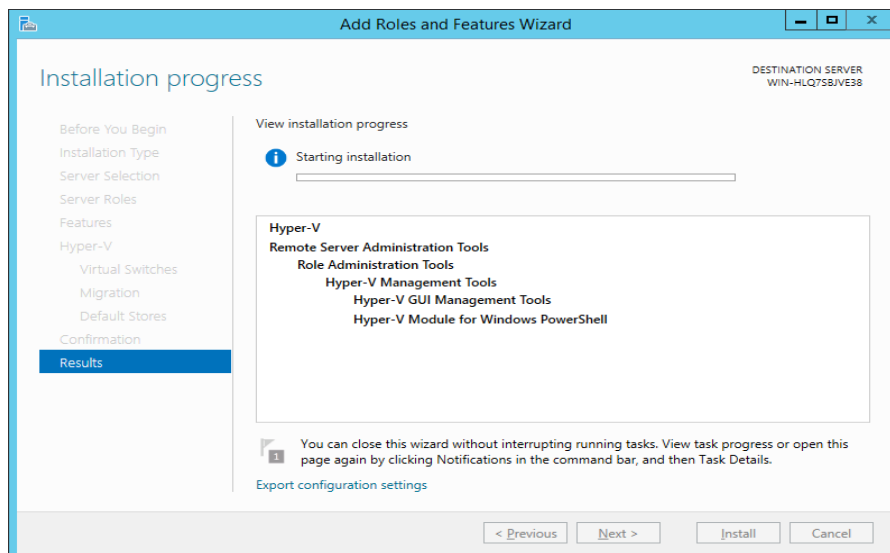 Add Roles and Features Wizard
Installation progress
DESTINATION SERVER
WIN-HLQ7SBJVE38
Before You Begin
Installation Type
Server Selection
Server Roles
Features
Hyper-V
Virtual Switches
Migration
Default Stores
Confirmation
Results
View installation progress
Starting installation
Hyper-V
Remote Server Administration Tools
Role Administration Tools
Hyper-V Management Tools
Hyper-V GUI Management Tools
Hyper-V Module for Windows PowerShell
1
You can close this wizard without interrupting running tasks. View task progress or open this
page again by clicking Notifications in the command bar, and then Task Details.
Export configuration settings
< Previous
Next >
Install
Cancel